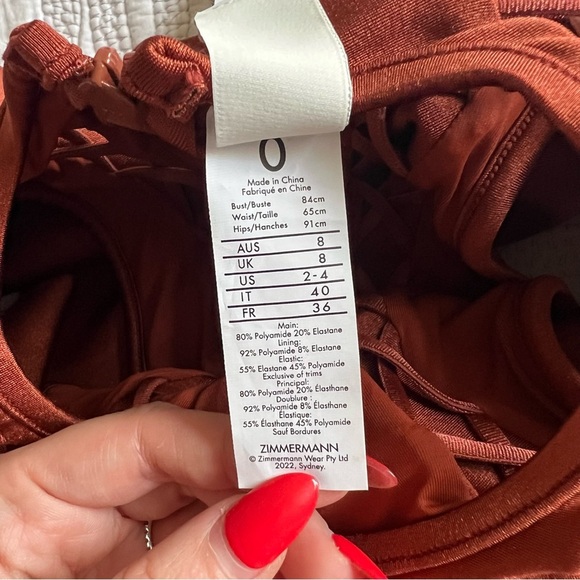 0
Made in China
Fabriqué en Chine
Bust/Buste 84cm
Waist/Taille 65cm
Hips/Hanches 91cm
AUS 8
UK 8
US 2-4
IT 40
FR 36
Main:
80% Polyamide 20% Elastane
Lining:
92% Polyamide 8% Elastane
Elastic:
55% Elastane 45% Polyamide
Exclusive of trims
Principal:
80% Polyamide 20% Élasthane
Doublure :
92% Polyamide 8% Élasthane
Élastique:
55% Élasthane 45% Polyamide
Sauf Bordures
ZIMMERMANN
© Zimmermann Wear Pty Ltd
2022, Sydney.